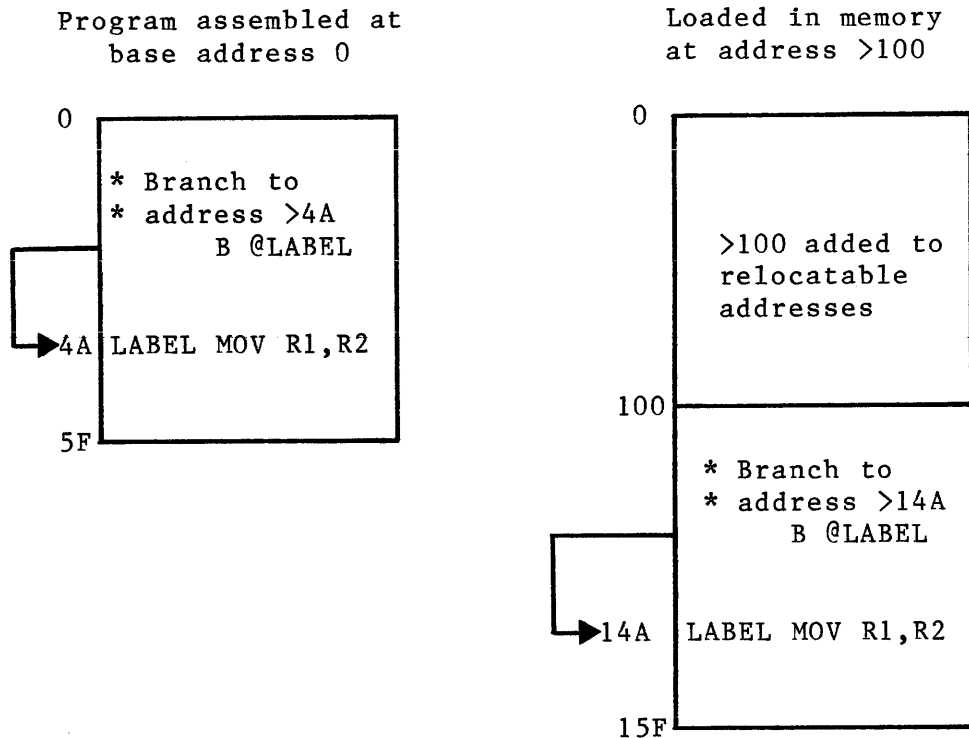 Program assembled at
base address 0
0
* Branch to
* address >4A
B @LABEL
4A LABEL MOV R1,R2
5F
Loaded in memory
at address >100
0
>100 added to
relocatable
addresses
100
* Branch to
* address >14A
B @LABEL
14A LABEL MOV R1,R2
15F